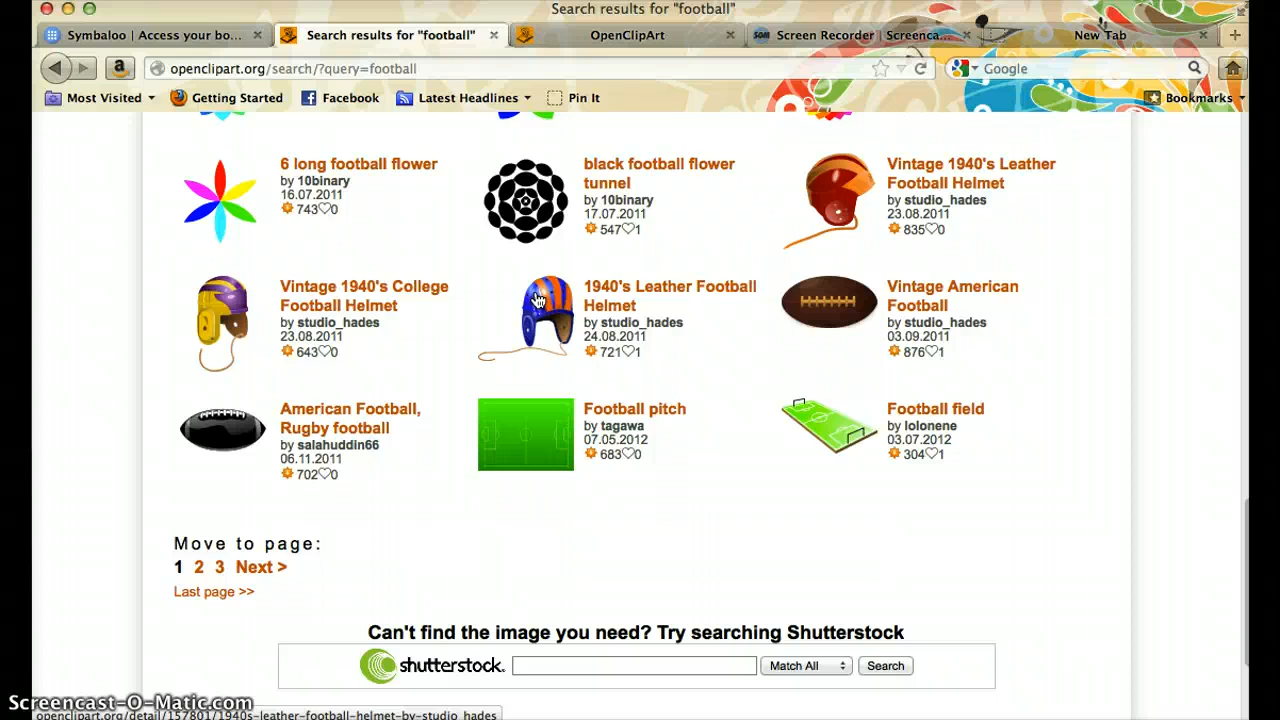 Search results for "football"
Symbaloo | Access your bo...
Search results for "football"
OpenClipArt
Screen Recorder | Screenca...
New Tab
openclipart.org/search/?query=football
Google
Most Visited
Getting Started
Facebook
Latest Headlines
Pin It
Bookmarks
6 long football flower
by 10binary
16.07.2011
743♡0
black football flower
tunnel
by 10binary
17.07.2011
547♡1
Vintage 1940's Leather
Football Helmet
by studio_hades
23.08.2011
835♡0
Vintage 1940's College
Football Helmet
by studio_hades
23.08.2011
643♡0
1940's Leather Football
Helmet
by studio_hades
24.08.2011
721♡1
Vintage American
Football
by studio_hades
03.09.2011
876♡1
American Football,
Rugby football
by salahuddin66
06.11.2011
702♡0
Football pitch
by tagawa
07.05.2012
683♡0
Football field
by lolonene
03.07.2012
304♡1
Move to page:
1 2 3 Next >
Last page >>
Can't find the image you need? Try searching Shutterstock
shutterstock.
Match All
Search
Screencast-O-Matic.com
openclipart.org/detail/157801/1940s-leather-football-helmet-by-studio_hades